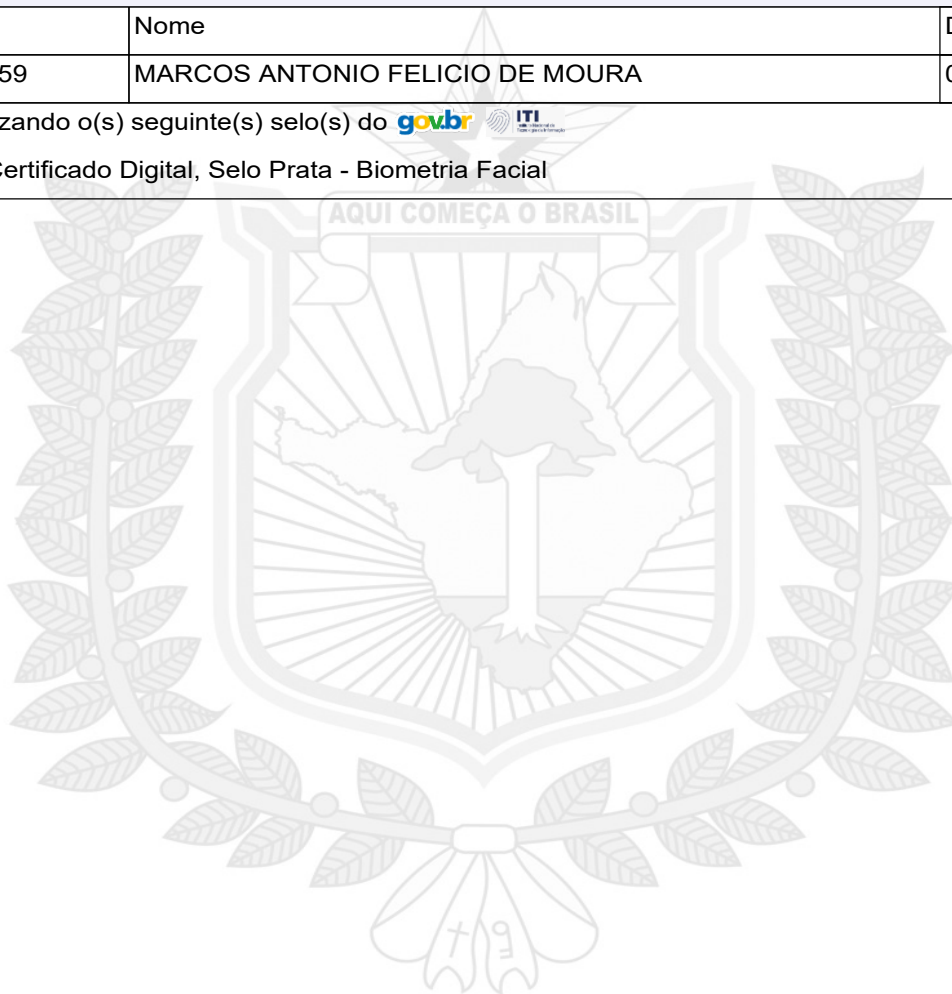 Nome
59 MARCOS ANTONIO FELICIO DE MOURA
zando o(s) seguinte(s) selo(s) do gov.br ITI
Certificado Digital, Selo Prata - Biometria Facial
AQUI COMEÇA O BRASIL